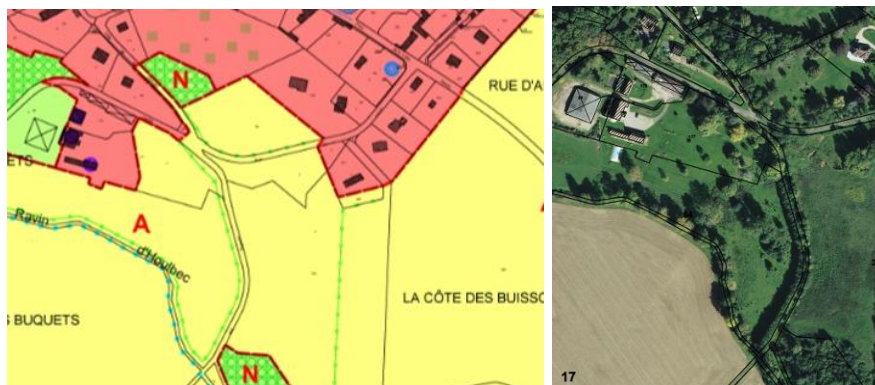 N
RUE D'A
ETS
A
Ravin
d'Houlbec
LA CÔTE DES BUISSO
S BUQUETS
N
17